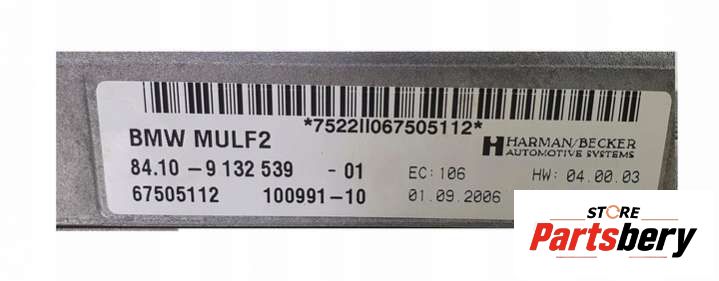 *7522II067505112*
BMW MULF2
HARMAN/BECKER
AUTOMOTIVE SYSTEMS
84.10 - 9 132 539 - 01 EC: 106 HW: 04.00.03
67505112 100991-10 01.09.2006
STORE
Partsbery